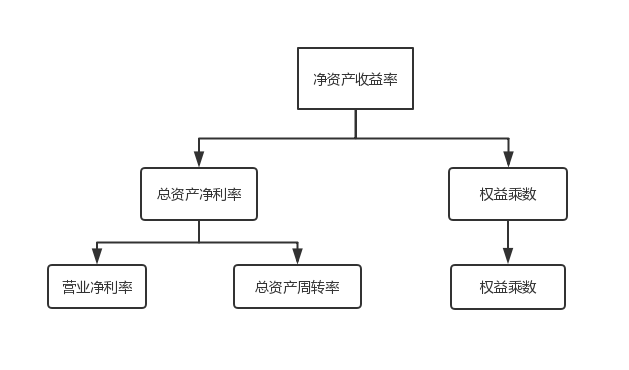 净资产收益率
总资产净利率
权益乘数
营业净利率
总资产周转率
权益乘数